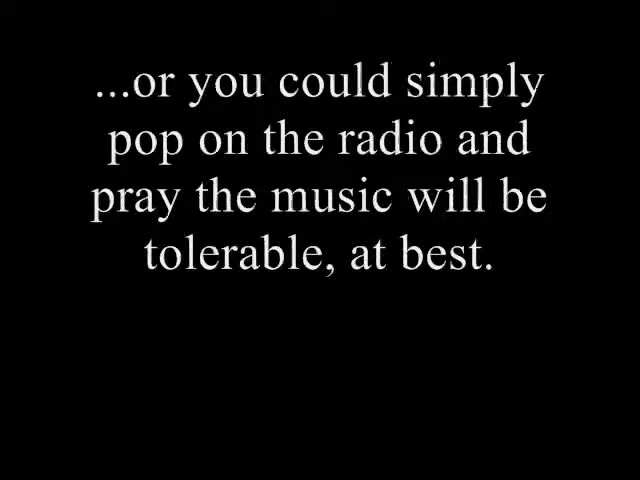 ...or you could simply
pop on the radio and
pray the music will be
tolerable, at best.